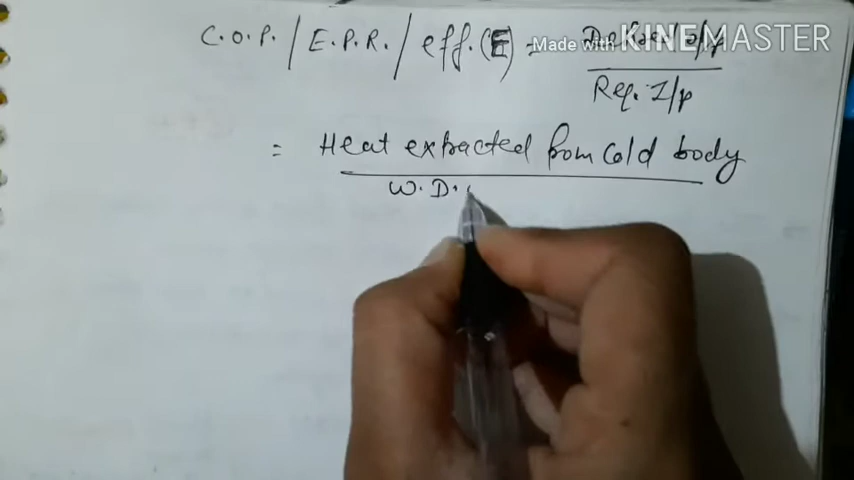 C.O.P. / E.P.R. / eff. (E) = Desired o/p
Made with KINEMASTER
Req. I/p
= Heat extracted from Cold body
W.D.